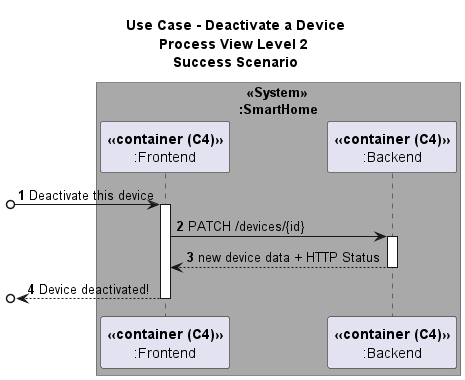 Use Case - Deactivate a Device
Process View Level 2
Success Scenario
«System»
:SmartHome
«container (C4)»
:Frontend
«container (C4)»
:Backend
1 Deactivate this device
2 PATCH /devices/{id}
3 new device data + HTTP Status
4 Device deactivated!
«container (C4)»
:Frontend
«container (C4)»
:Backend